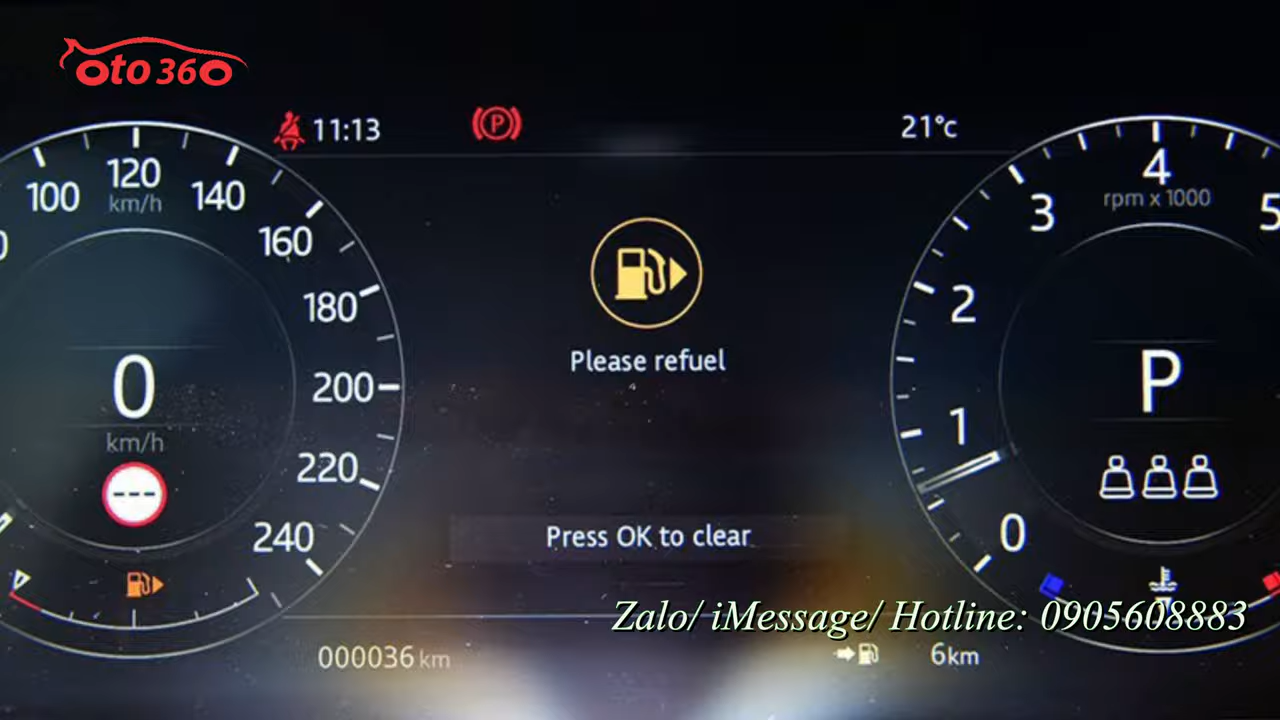 oto 360
11:13
P
21°c
100
120
140
km/h
160
180
200
220
240
0
km/h
---
Please refuel
Press OK to clear
4
rpm x 1000
3
5
2
1
0
P
Zalo/ iMessage/ Hotline: 0905608883
000036 km
6km